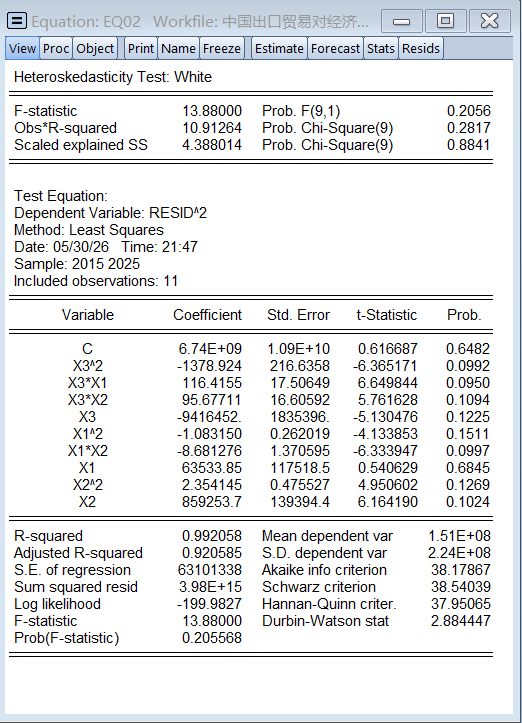 Equation: EQ02 Workfile: 中国出口贸易对经济...
View Proc Object Print Name Freeze Estimate Forecast Stats Resids
Heteroskedasticity Test: White
F-statistic 13.88000 Prob. F(9,1) 0.2056
Obs*R-squared 10.91264 Prob. Chi-Square(9) 0.2817
Scaled explained SS 4.388014 Prob. Chi-Square(9) 0.8841
Test Equation:
Dependent Variable: RESID^2
Method: Least Squares
Date: 05/30/26 Time: 21:47
Sample: 2015 2025
Included observations: 11
Variable Coefficient Std. Error t-Statistic Prob.
C 6.74E+09 1.09E+10 0.616687 0.6482
X3^2 -1378.924 216.6358 -6.365171 0.0992
X3*X1 116.4155 17.50649 6.649844 0.0950
X3*X2 95.67711 16.60592 5.761628 0.1094
X3 -9416452. 1835396. -5.130476 0.1225
X1^2 -1.083150 0.262019 -4.133853 0.1511
X1*X2 -8.681276 1.370595 -6.333947 0.0997
X1 63533.85 117518.5 0.540629 0.6845
X2^2 2.354145 0.475527 4.950602 0.1269
X2 859253.7 139394.4 6.164190 0.1024
R-squared 0.992058 Mean dependent var 1.51E+08
Adjusted R-squared 0.920585 S.D. dependent var 2.24E+08
S.E. of regression 63101338 Akaike info criterion 38.17867
Sum squared resid 3.98E+15 Schwarz criterion 38.54039
Log likelihood -199.9827 Hannan-Quinn criter. 37.95065
F-statistic 13.88000 Durbin-Watson stat 2.884447
Prob(F-statistic) 0.205568